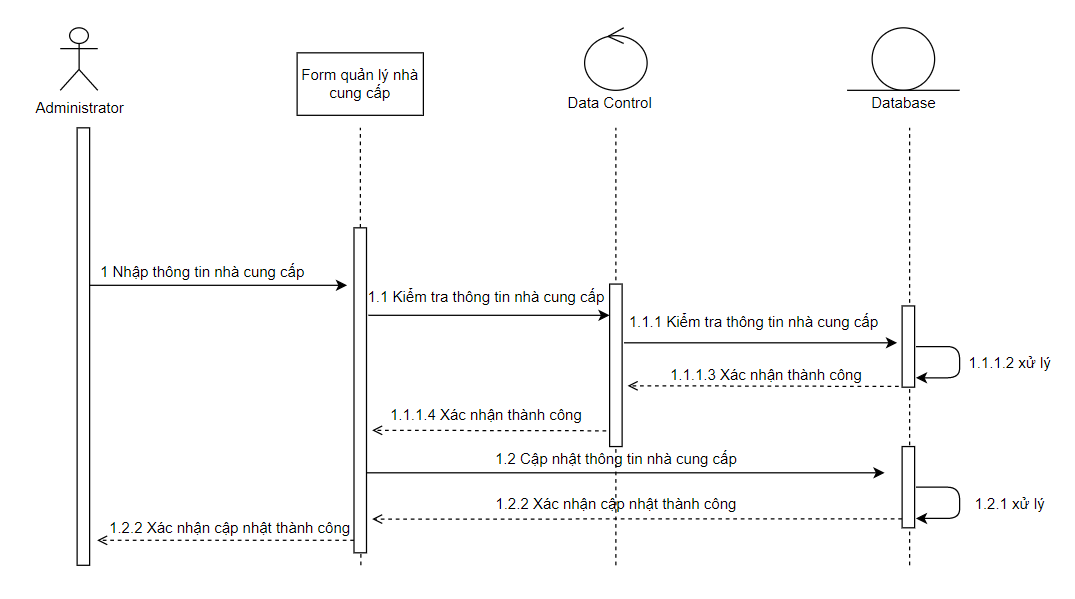 Administrator
Form quản lý nhà
cung cấp
Data Control
Database
1 Nhập thông tin nhà cung cấp
1.1 Kiểm tra thông tin nhà cung cấp
1.1.1 Kiểm tra thông tin nhà cung cấp
1.1.1.2 xử lý
1.1.1.3 Xác nhận thành công
1.1.1.4 Xác nhận thành công
1.2 Cập nhật thông tin nhà cung cấp
1.2.1 xử lý
1.2.2 Xác nhận cập nhật thành công
1.2.2 Xác nhận cập nhật thành công